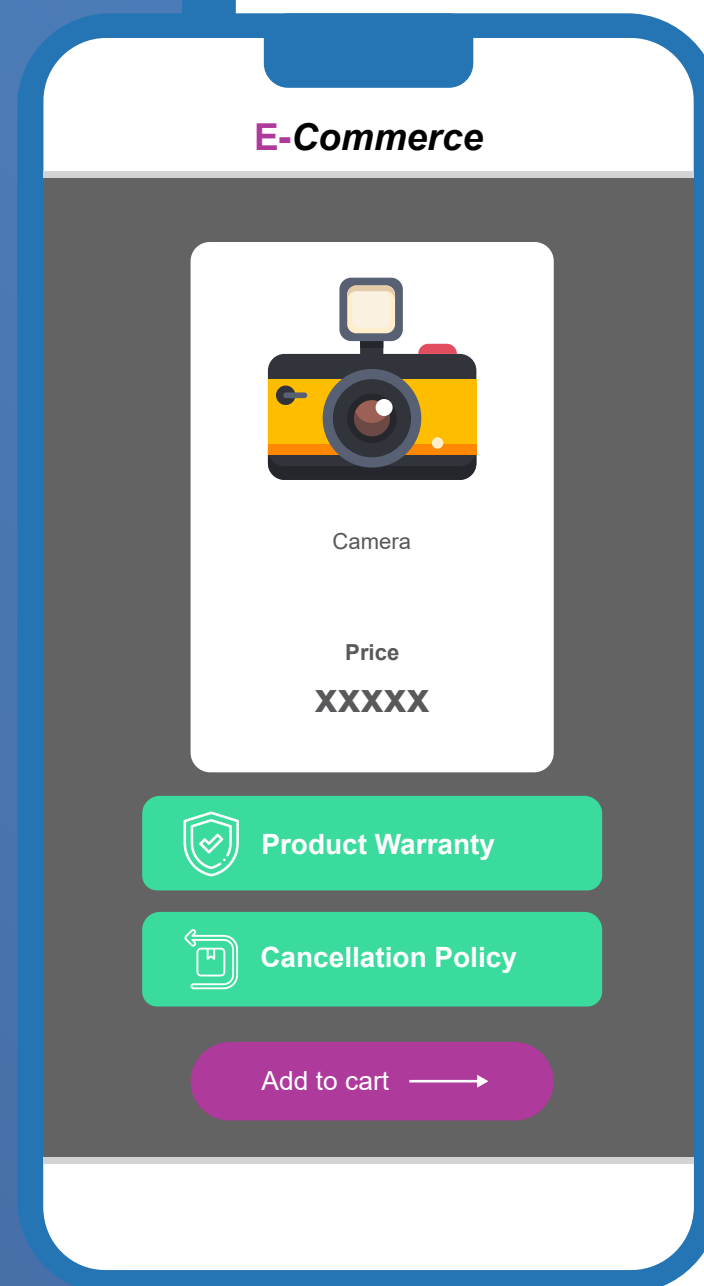 E-Commerce
Camera
Price
xxxxx
Product Warranty
Cancellation Policy
Add to cart